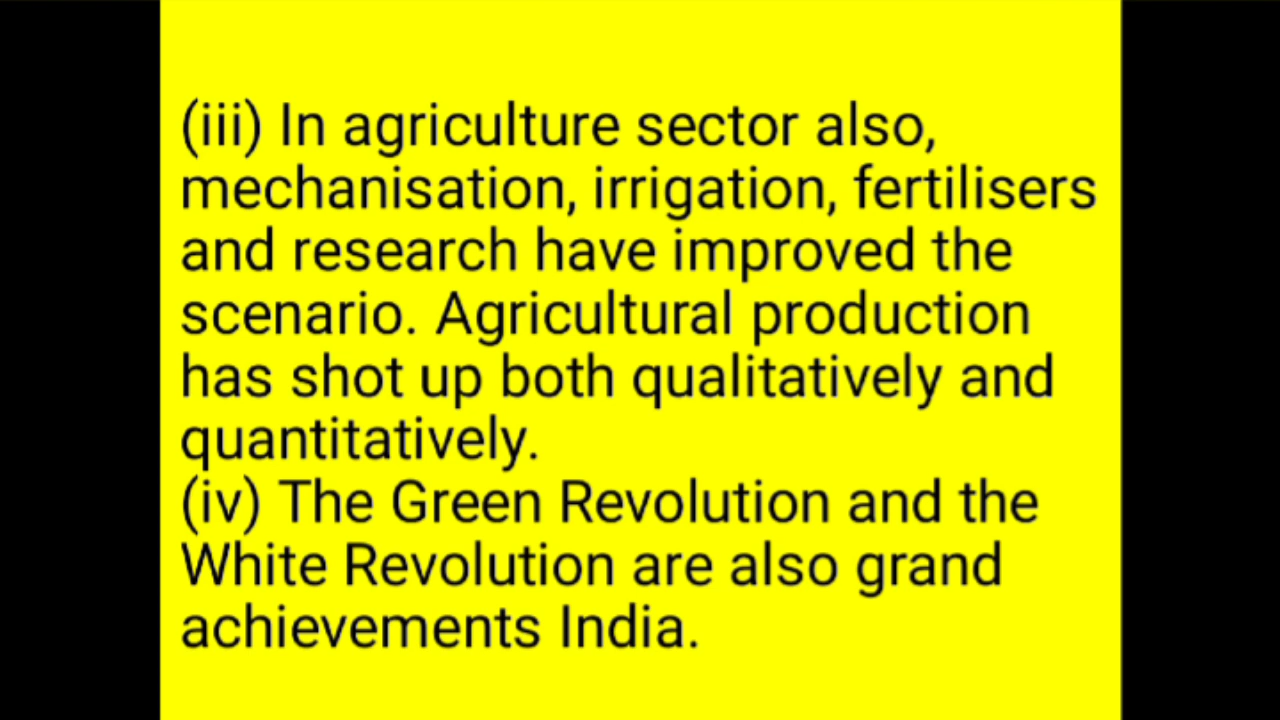 (iii) In agriculture sector also,
mechanisation, irrigation, fertilisers
and research have improved the
scenario. Agricultural production
has shot up both qualitatively and
quantitatively.
(iv) The Green Revolution and the
White Revolution are also grand
achievements India.